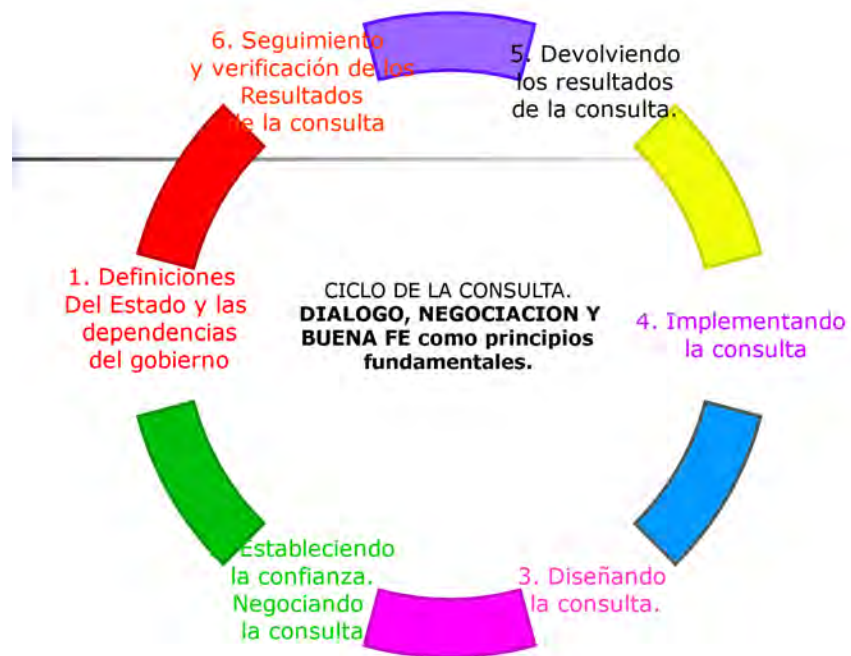 6. Seguimiento
y verificación de los
Resultados
de la consulta
5. Devolviendo
los resultados
de la consulta.
1. Definiciones
Del Estado y las
dependencias
del gobierno
CICLO DE LA CONSULTA.
DIALOGO, NEGOCIACION Y
BUENA FE como principios
fundamentales.
4. Implementando
la consulta
Estableciendo
la confianza.
Negociando
la consulta
3. Diseñando
la consulta.